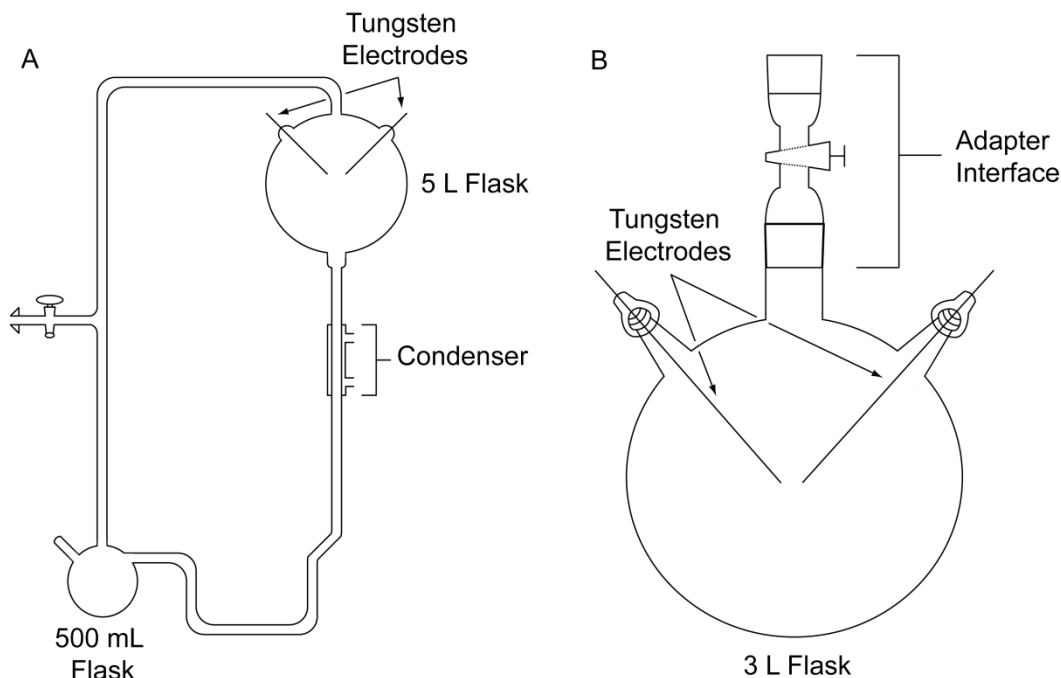 A
Tungsten
Electrodes
5 L Flask
Condenser
500 mL
Flask
B
Adapter
Interface
Tungsten
Electrodes
3 L Flask